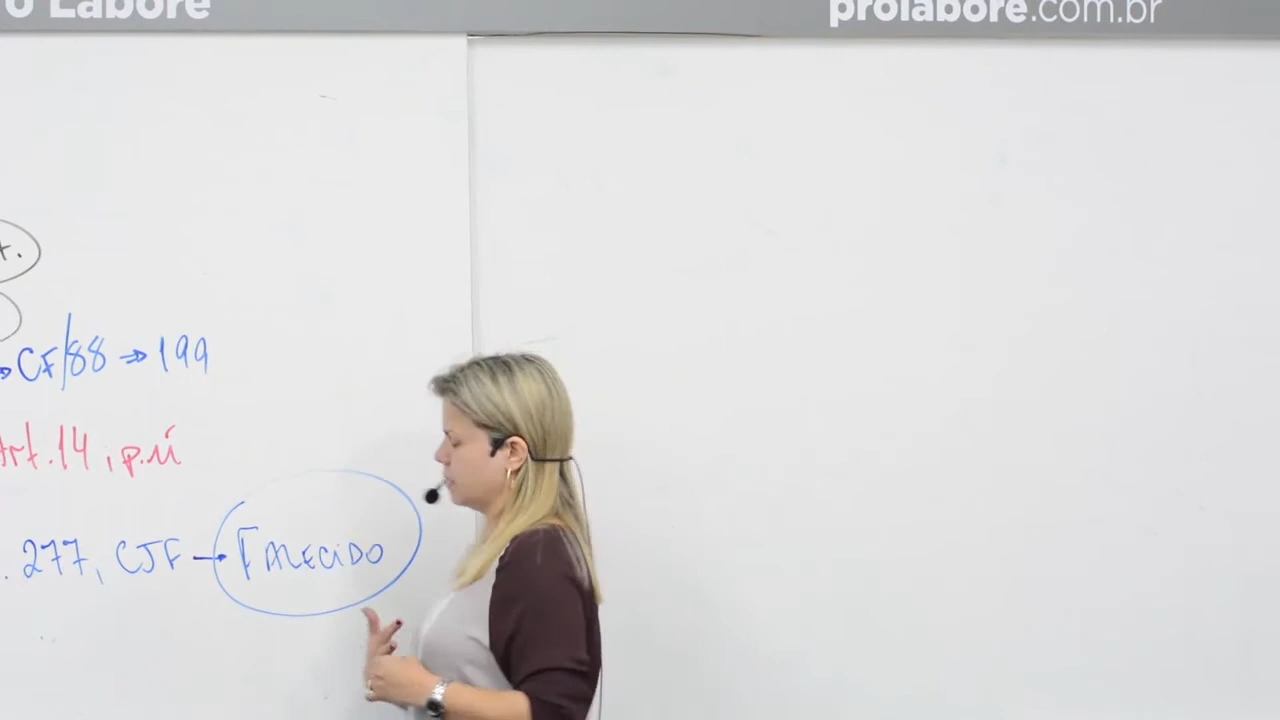 o Labore
prolabore.com.br
t.
CF/88 ⇒ 199
Art.14, p.ú
. 277, CJF → FALECIDO